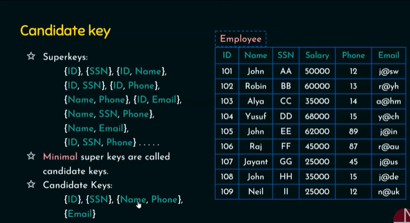 Candidate key
☆ Superkeys:
{ID}, {SSN}, {ID, Name},
{ID, SSN}, {ID, Phone},
{Name, Phone}, {ID, Email},
{Name, SSN, Phone},
{Name, Email},
{ID, SSN, Phone} . . . . .
☆ Minimal super keys are called
candidate keys.
☆ Candidate Keys:
{ID}, {SSN}, {Name, Phone},
{Email}
Employee
ID Name SSN Salary Phone Email
101 John AA 50000 12 j@sw
102 Robin BB 60000 13 r@yh
103 Alya CC 35000 14 a@hm
104 Yusuf DD 68000 15 y@ch
105 John EE 62000 89 j@in
106 Raj FF 45000 87 r@au
107 Jayant GG 25000 45 j@us
108 John HH 35000 15 j@de
109 Neil II 25000 12 n@uk